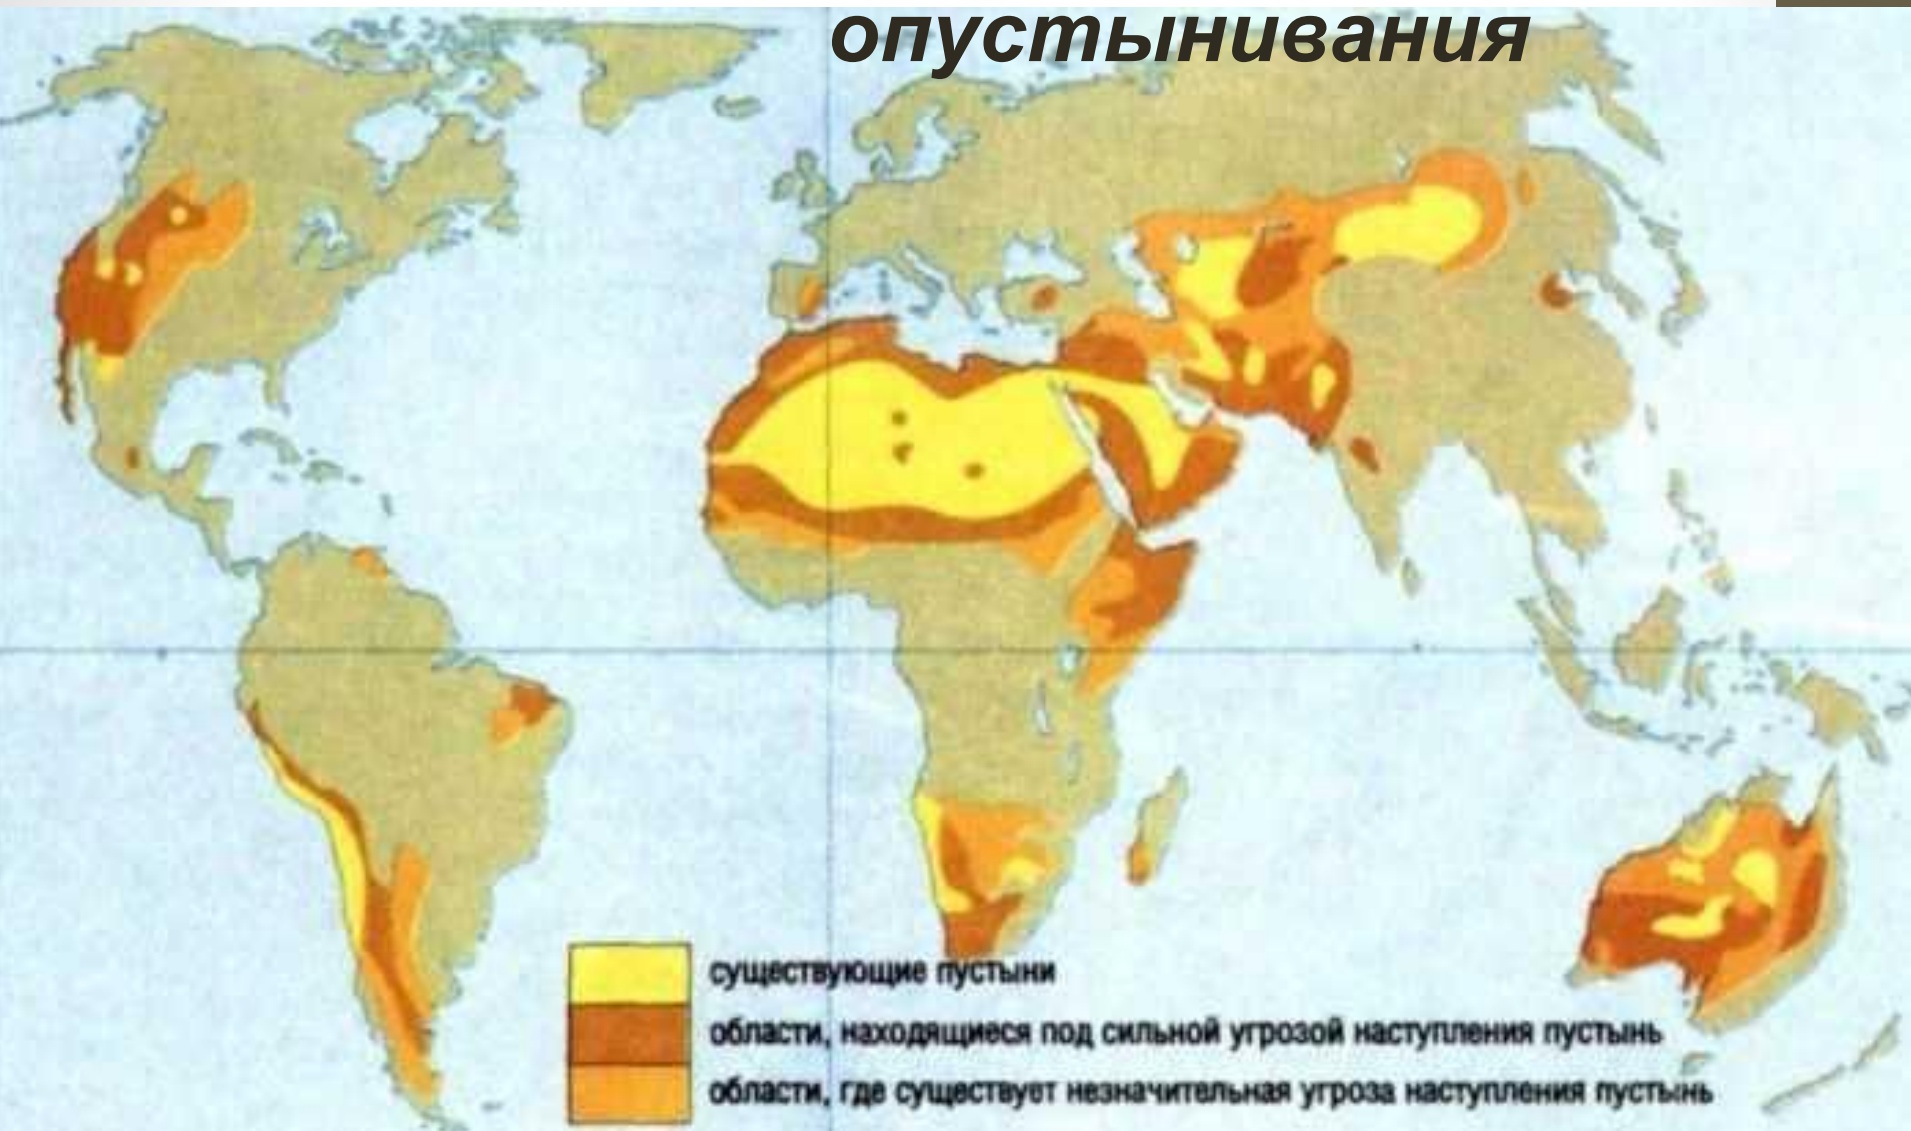 опустынивания
существующие пустыни
области, находящиеся под сильной угрозой наступления пустынь
области, где существует незначительная угроза наступления пустынь